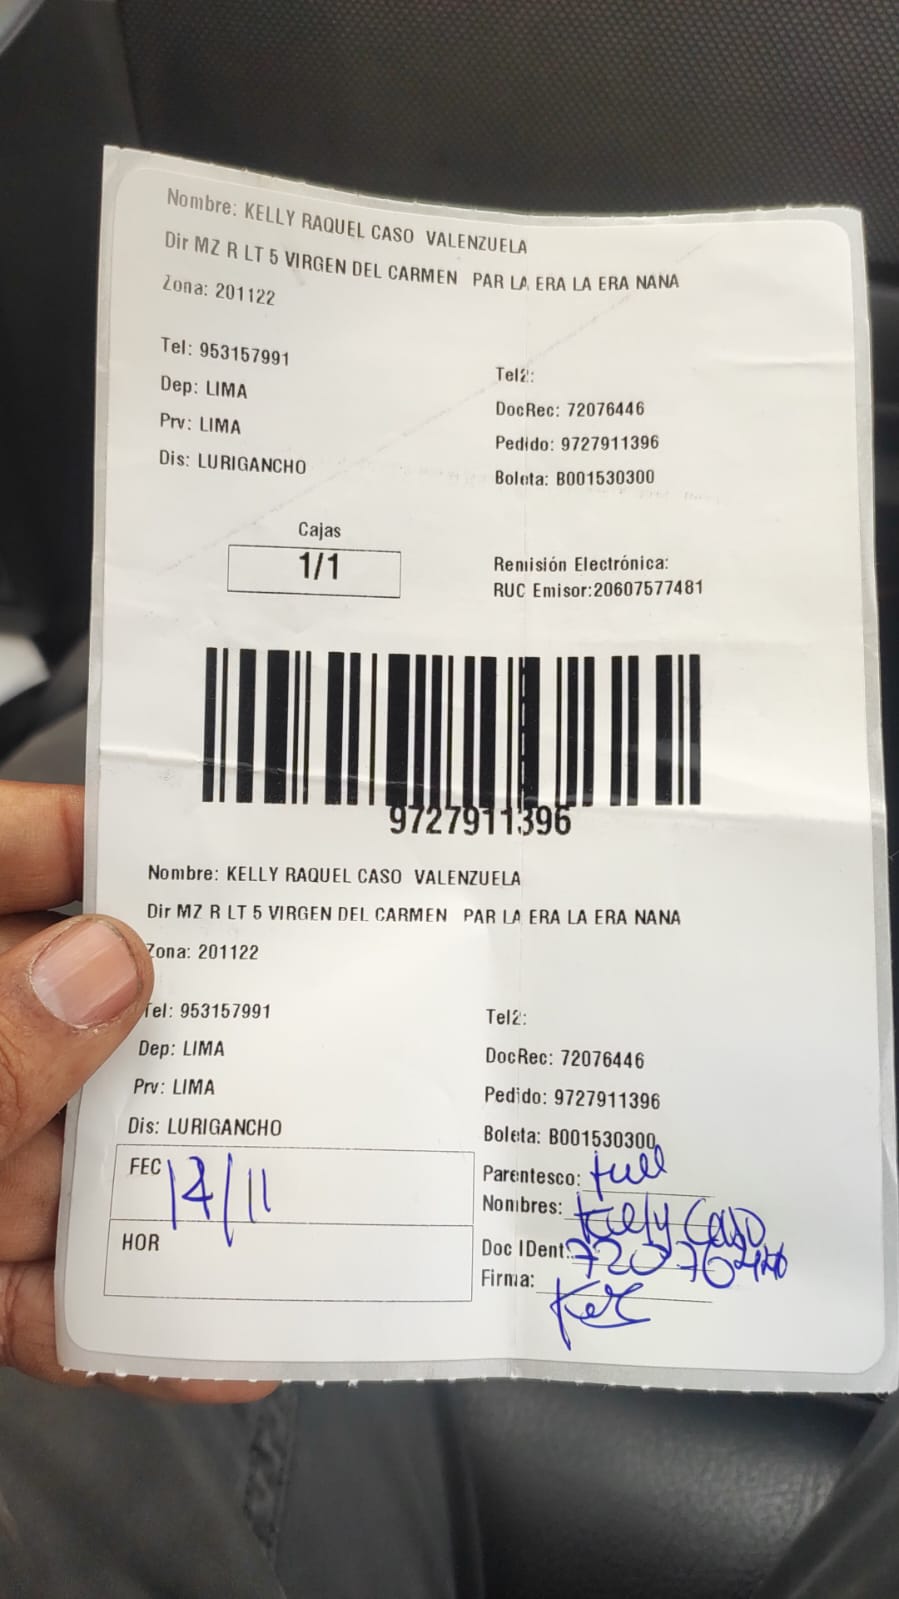 Nombre: KELLY RAQUEL CASO VALENZUELA
Dir MZ R LT 5 VIRGEN DEL CARMEN PAR LA ERA LA ERA NANA
Zona: 201122
Tel: 953157991
Tel2:
Dep: LIMA
DocRec: 72076446
Prv: LIMA
Pedido: 9727911396
Dis: LURIGANCHO
Boleta: B001530300
Cajas
1/1
Remisión Electrónica:
RUC Emisor:20607577481
9727911396
Nombre: KELLY RAQUEL CASO VALENZUELA
Dir MZ R LT 5 VIRGEN DEL CARMEN PAR LA ERA LA ERA NANA
Zona: 201122
Tel: 953157991
Tel2:
Dep: LIMA
DocRec: 72076446
Prv: LIMA
Pedido: 9727911396
Dis: LURIGANCHO
Boleta: B001530300
FEC
Parentesco:
Nombres: Kelly Caso
HOR
Doc IDent:
Firma: